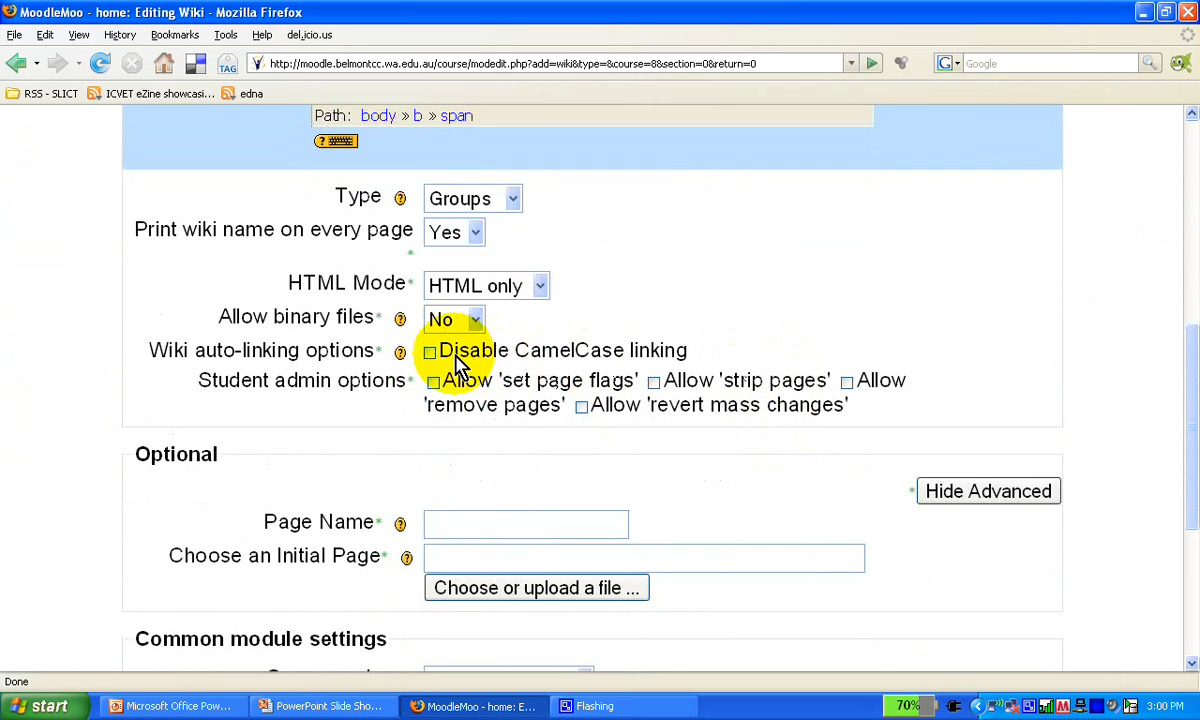 MoodleMoo - home: Editing Wiki - Mozilla Firefox
File Edit View History Bookmarks Tools Help del.icio.us
TAG http://moodle.belmontcc.wa.edu.au/course/modedit.php?add=wiki&type=&course=8&section=0&return=0 G Google
RSS - SLICT ICVET eZine showcasi... edna
Path: body » b » span
?
Type ? Groups
Print wiki name on every page Yes
*
HTML Mode* HTML only
Allow binary files* ? No
Wiki auto-linking options* ? Disable CamelCase linking
Student admin options* Allow 'set page flags' Allow 'strip pages' Allow
'remove pages' Allow 'revert mass changes'
Optional
* Hide Advanced
Page Name* ?
Choose an Initial Page* ?
Choose or upload a file ...
Common module settings
Done
start Microsoft Office Pow... PowerPoint Slide Sho... MoodleMoo - home: E... Flashing 70% 3:00 PM